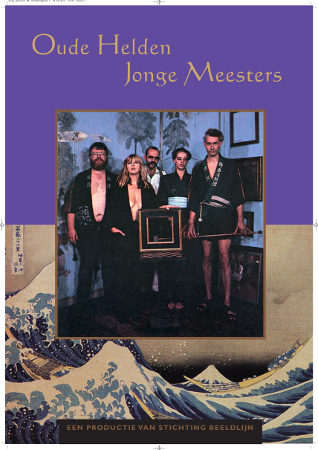 Oude Helden
Jonge Meesters
EEN PRODUCTIE VAN STICHTING BEELDLIJN